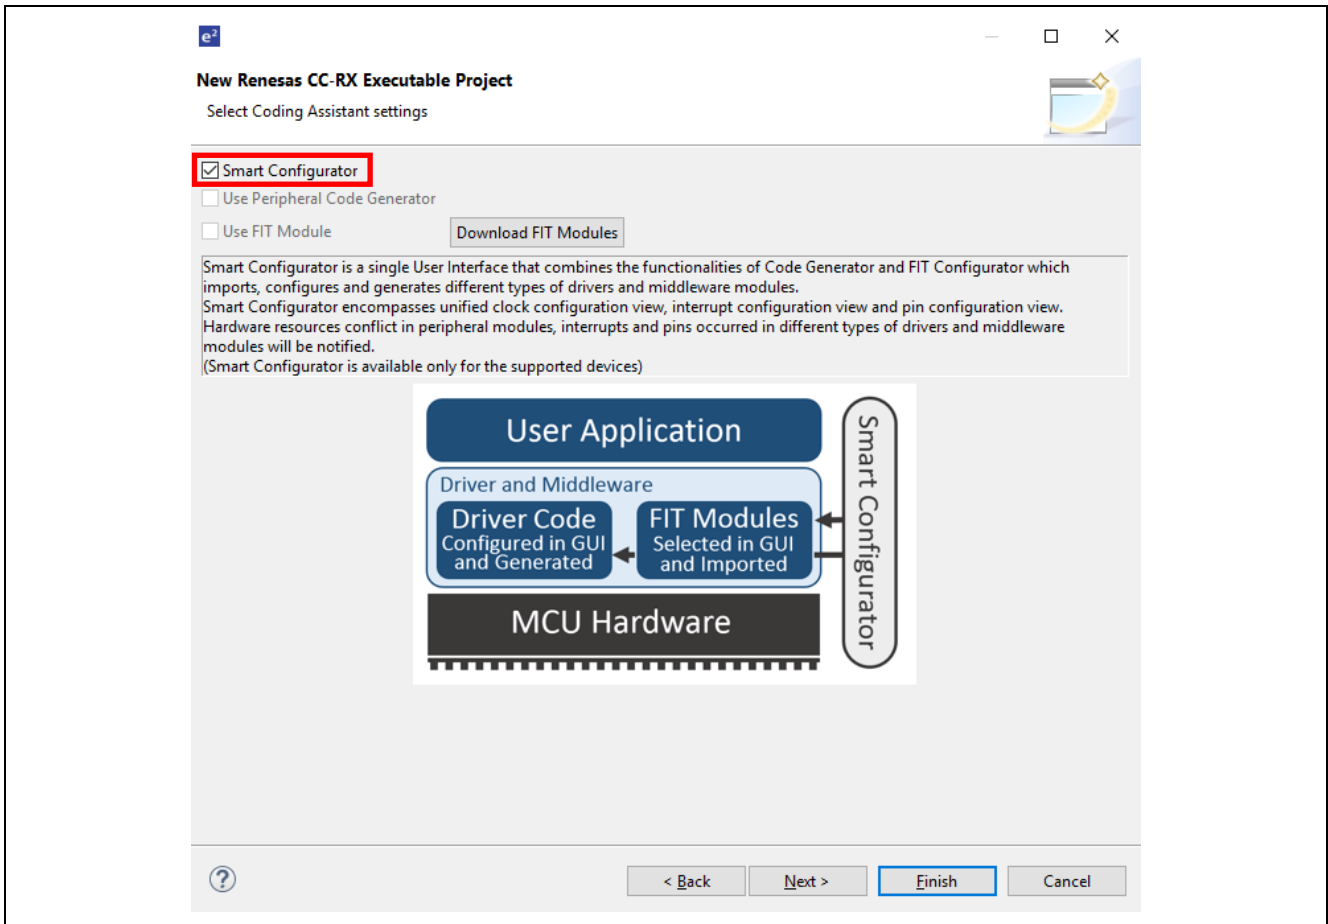 e²
New Renesas CC-RX Executable Project
Select Coding Assistant settings
Smart Configurator
Use Peripheral Code Generator
Use FIT Module
Download FIT Modules
Smart Configurator is a single User Interface that combines the functionalities of Code Generator and FIT Configurator which
imports, configures and generates different types of drivers and middleware modules.
Smart Configurator encompasses unified clock configuration view, interrupt configuration view and pin configuration view.
Hardware resources conflict in peripheral modules, interrupts and pins occurred in different types of drivers and middleware
modules will be notified.
(Smart Configurator is available only for the supported devices)
User Application
Driver and Middleware
Driver Code
Configured in GUI
and Generated
FIT Modules
Selected in GUI
and Imported
MCU Hardware
Smart Configurator
?
< Back
Next >
Finish
Cancel